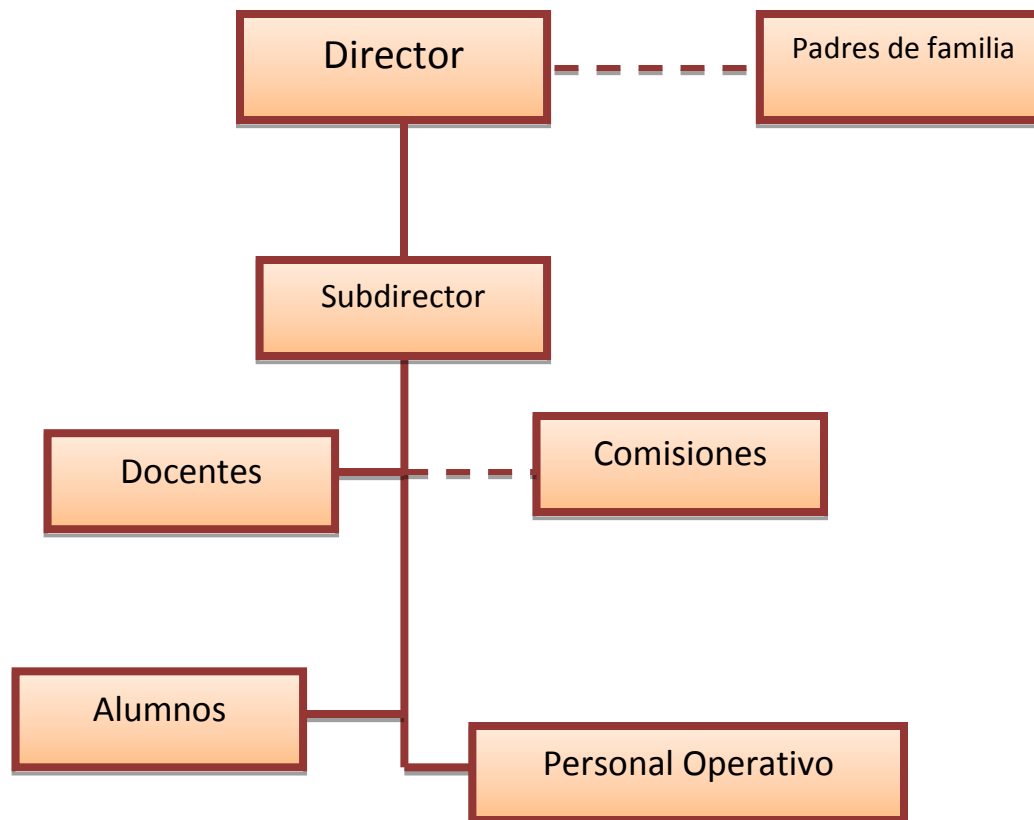 Director
Padres de familia
Subdirector
Docentes
Comisiones
Alumnos
Personal Operativo